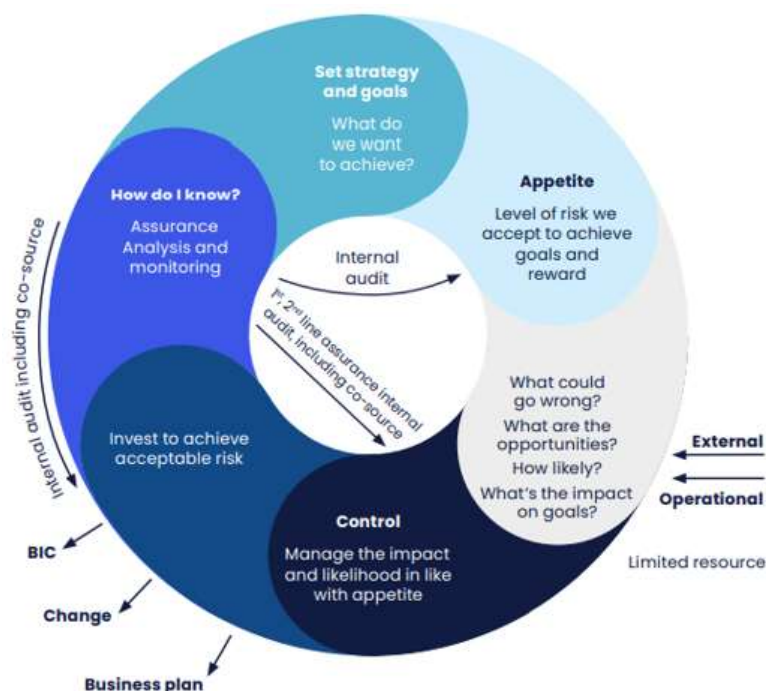 Set strategy
and goals
What do
we want
to achieve?
Appetite
Level of risk we
accept to achieve
goals and
reward
What could
go wrong?
What are the
opportunities?
How likely?
What's the impact
on goals?
External
Operational
Limited resource
Control
Manage the impact
and likelihood in like
with appetite
Invest to achieve
acceptable risk
BIC
Change
Business plan
How do I know?
Assurance
Analysis and
monitoring
Internal audit including co-source
Internal
audit
1st, 2nd line assurance internal
audit, including co-source